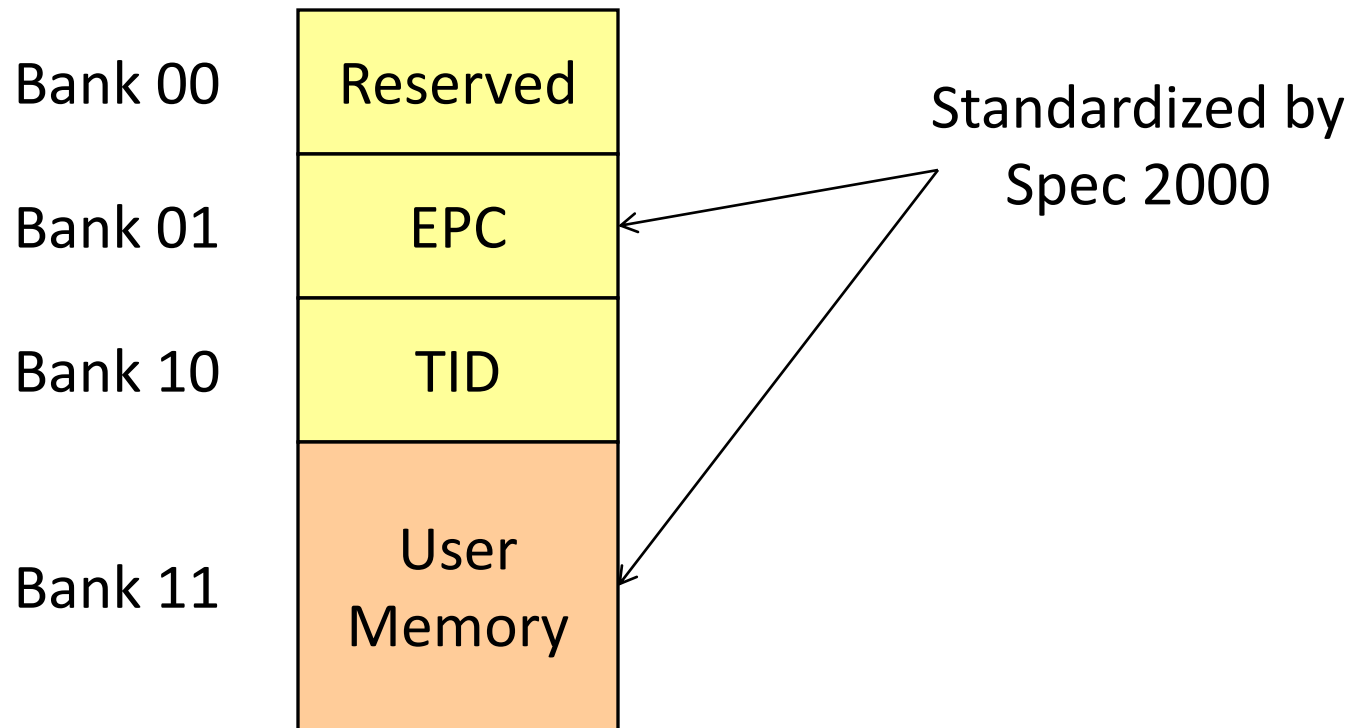 Bank 00
Reserved
Standardized by
Spec 2000
Bank 01
EPC
Bank 10
TID
Bank 11
User
Memory